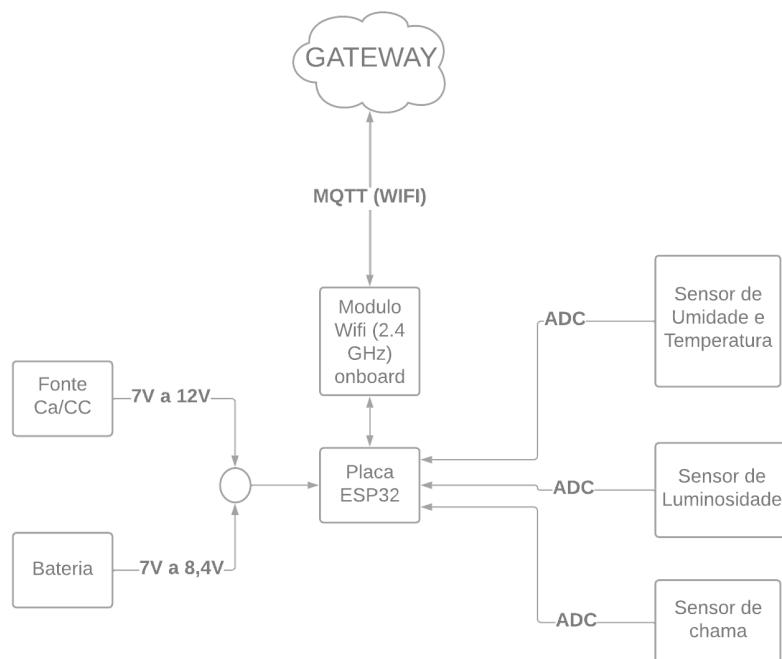 GATEWAY
MQTT (WIFI)
Modulo
Wifi (2.4
GHz)
onboard
Sensor de
Umidade e
Temperatura
ADC
Fonte
Ca/CC
7V a 12V
Placa
ESP32
ADC
Sensor de
Luminosidade
Bateria
7V a 8,4V
ADC
Sensor de
chama